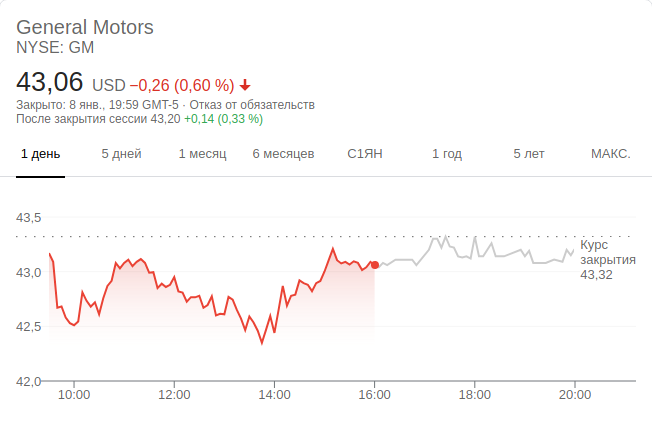 General Motors
NYSE: GM
43,06 USD −0,26 (0,60 %)
Закрыто: 8 янв., 19:59 GMT-5 · Отказ от обязательств
После закрытия сессии 43,20 +0,14 (0,33 %)
1 день 5 дней 1 месяц 6 месяцев С1ЯН 1 год 5 лет МАКС.
43,5
Курс
закрытия
43,32
43,0
42,5
42,0
10:00 12:00 14:00 16:00 18:00 20:00